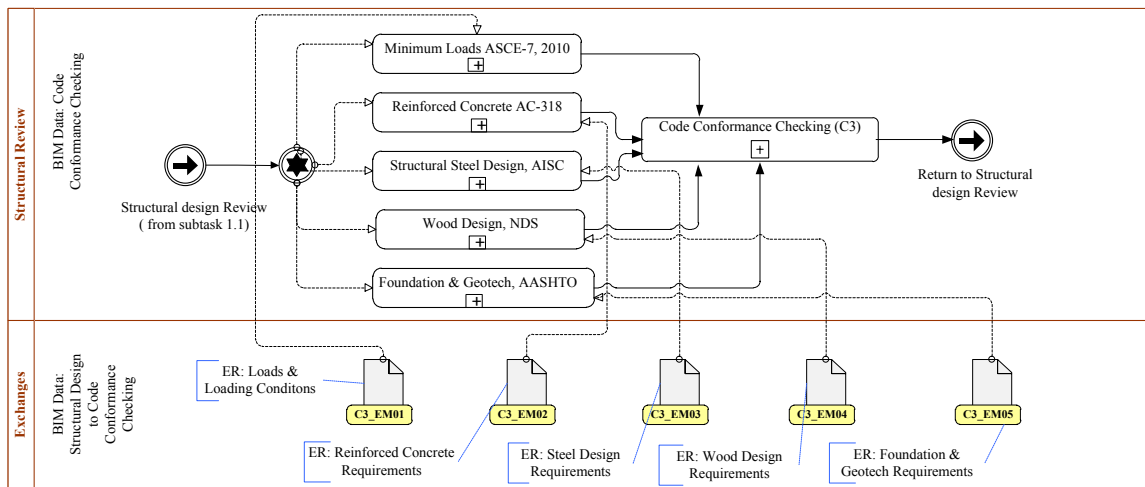 Structural Review
BIM Data: Code
Conformance Checking
Minimum Loads ASCE-7, 2010
Reinforced Concrete AC-318
Structural Steel Design, AISC
Wood Design, NDS
Foundation & Geotech, AASHTO
Structural design Review
( from subtask 1.1)
Code Conformance Checking (C3)
Return to Structural
design Review
Exchanges
BIM Data:
Structural Design
to Code
Conformance
Checking
ER: Loads &
Loading Conditons
C3_EM01
C3_EM02
C3_EM03
C3_EM04
C3_EM05
ER: Reinforced Concrete
Requirements
ER: Steel Design
Requirements
ER: Wood Design
Requirements
ER: Foundation &
Geotech Requirements